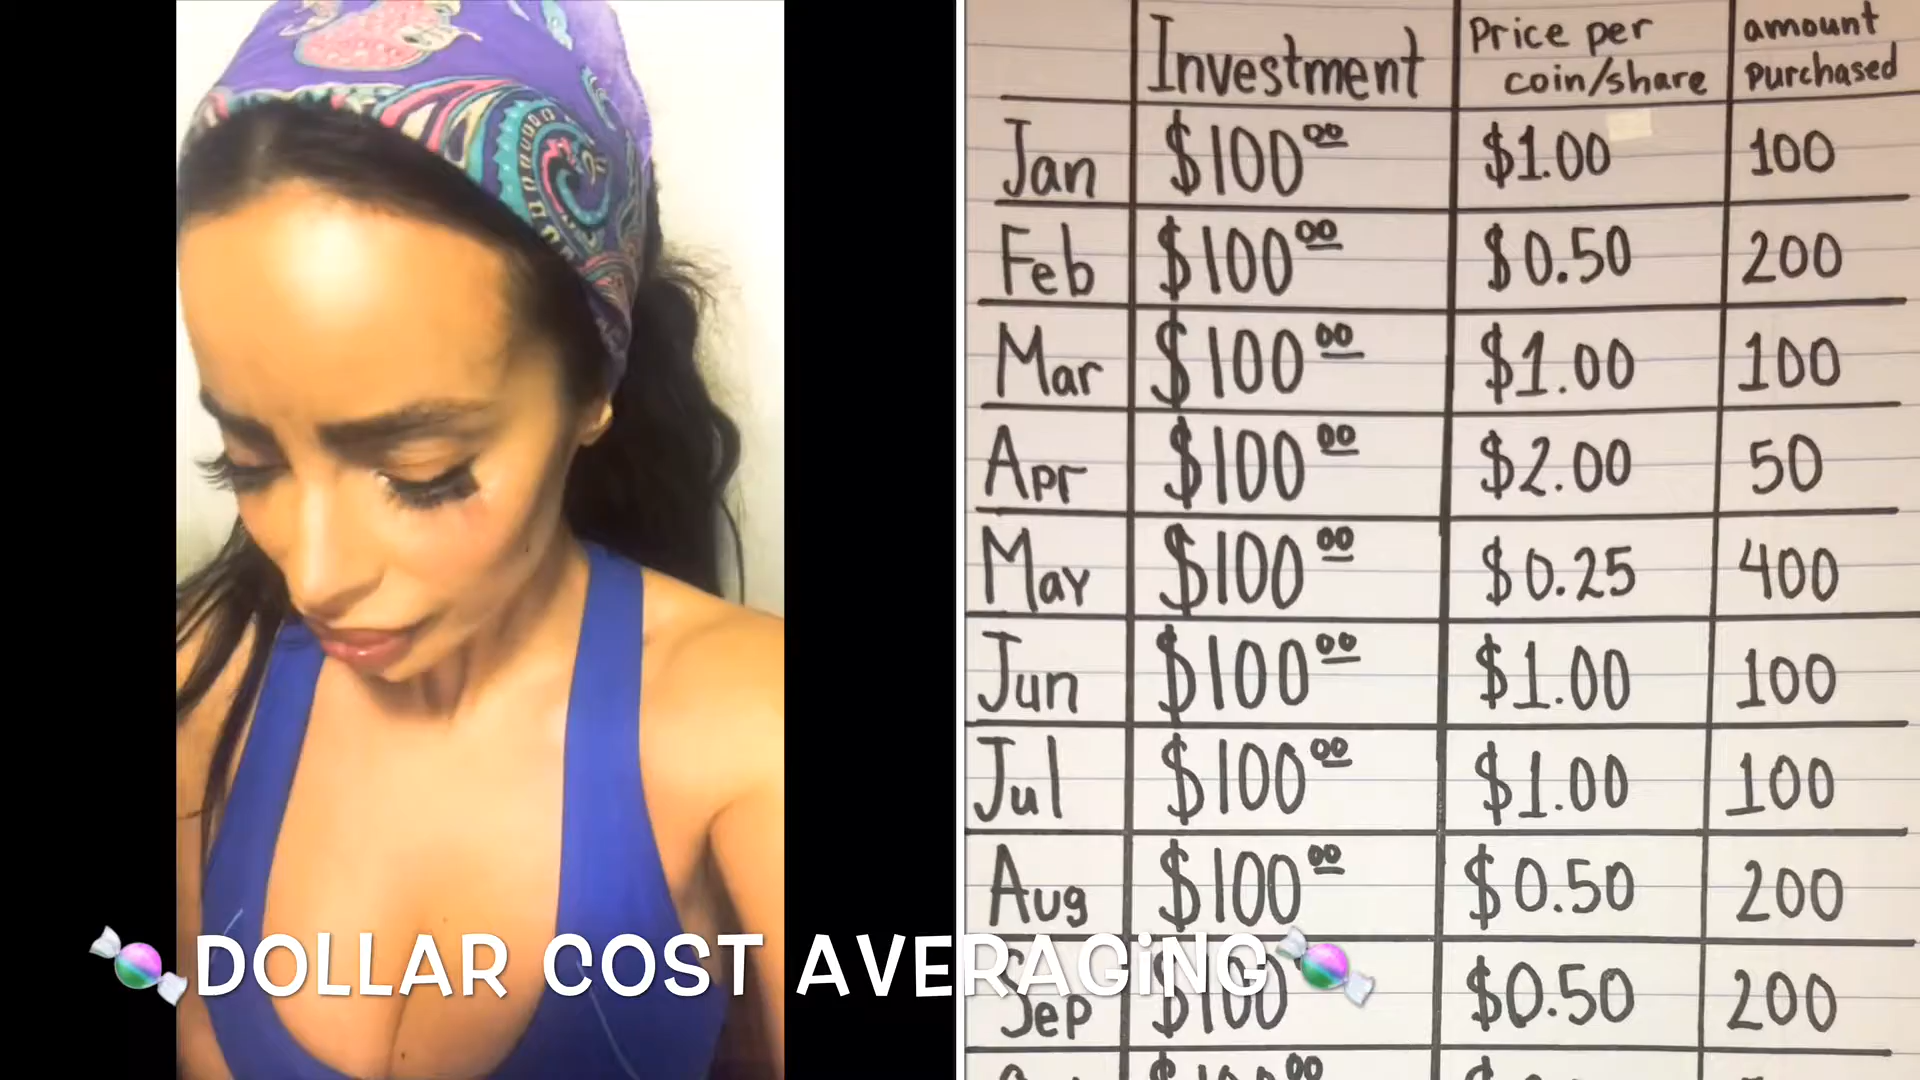 Investment Price per coin/share amount purchased
Jan $100.00 $1.00 100
Feb $100.00 $0.50 200
Mar $100.00 $1.00 100
Apr $100.00 $2.00 50
May $100.00 $0.25 400
Jun $100.00 $1.00 100
Jul $100.00 $1.00 100
Aug $100.00 $0.50 200
Sep $100 $0.50 200
DOLLAR COST AVERAGiNG